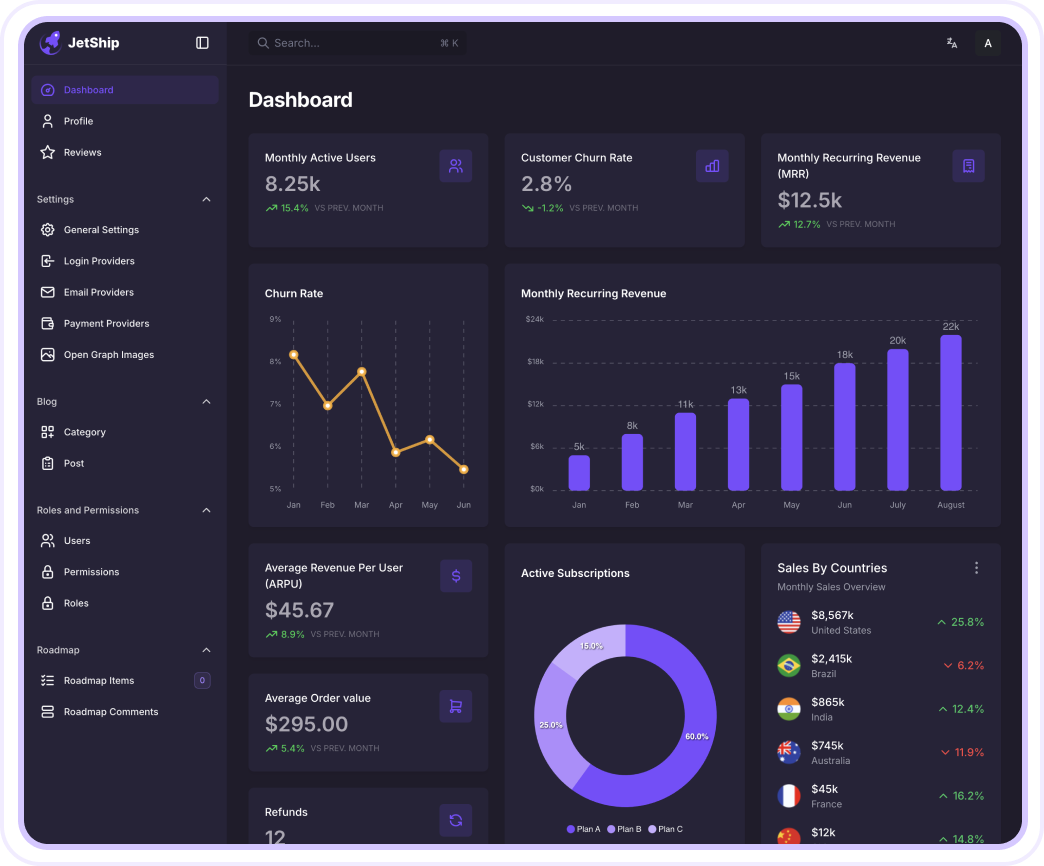 JetShip
Search...
⌘ K
A
Dashboard
Profile
Reviews
Settings
General Settings
Login Providers
Email Providers
Payment Providers
Open Graph Images
Blog
Category
Post
Roles and Permissions
Users
Permissions
Roles
Roadmap
Roadmap Items
0
Roadmap Comments
Dashboard
Monthly Active Users
8.25k
15.4% VS PREV. MONTH
Customer Churn Rate
2.8%
-1.2% VS PREV. MONTH
Monthly Recurring Revenue
(MRR)
$12.5k
12.7% VS PREV. MONTH
Churn Rate
9%
8%
7%
6%
5%
Jan Feb Mar Apr May Jun
Monthly Recurring Revenue
$24k
$18k
$12k
$6k
$0k
5k
8k
11k
13k
15k
18k
20k
22k
Jan Feb Mar Apr May Jun July August
Average Revenue Per User
(ARPU)
$
$45.67
8.9% VS PREV. MONTH
Average Order value
$295.00
5.4% VS PREV. MONTH
Refunds
12
Active Subscriptions
15.0%
25.0%
60.0%
Plan A Plan B Plan C
Sales By Countries
Monthly Sales Overview
$8,567k
United States
25.8%
$2,415k
Brazil
6.2%
$865k
India
12.4%
$745k
Australia
11.9%
$45k
France
16.2%
$12k
14.8%